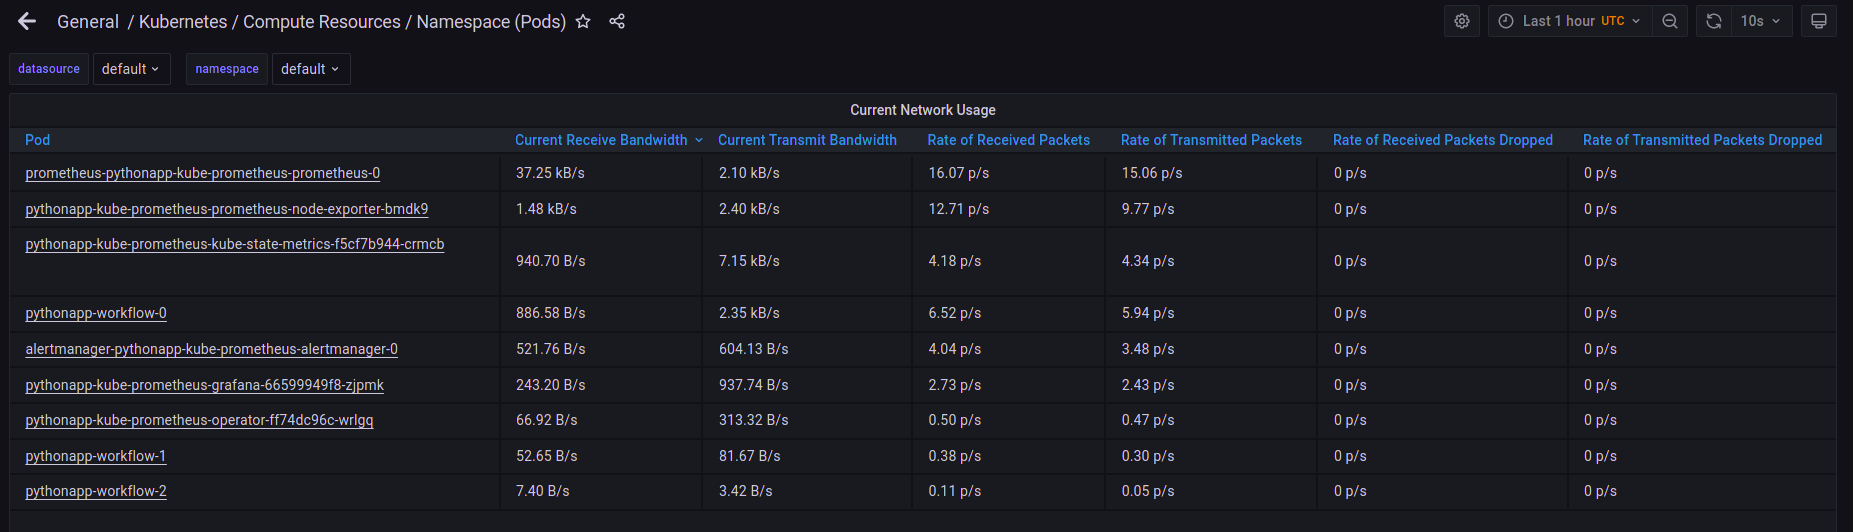 General / Kubernetes / Compute Resources / Namespace (Pods) Last 1 hour UTC 10s
datasource default namespace default
Current Network Usage
Pod Current Receive Bandwidth Current Transmit Bandwidth Rate of Received Packets Rate of Transmitted Packets Rate of Received Packets Dropped Rate of Transmitted Packets Dropped
prometheus-pythonapp-kube-prometheus-prometheus-0 37.25 kB/s 2.10 kB/s 16.07 p/s 15.06 p/s 0 p/s 0 p/s
pythonapp-kube-prometheus-prometheus-node-exporter-bmdk9 1.48 kB/s 2.40 kB/s 12.71 p/s 9.77 p/s 0 p/s 0 p/s
pythonapp-kube-prometheus-kube-state-metrics-f5cf7b944-crmcb 940.70 B/s 7.15 kB/s 4.18 p/s 4.34 p/s 0 p/s 0 p/s
pythonapp-workflow-0 886.58 B/s 2.35 kB/s 6.52 p/s 5.94 p/s 0 p/s 0 p/s
alertmanager-pythonapp-kube-prometheus-alertmanager-0 521.76 B/s 604.13 B/s 4.04 p/s 3.48 p/s 0 p/s 0 p/s
pythonapp-kube-prometheus-grafana-66599949f8-zjpmk 243.20 B/s 937.74 B/s 2.73 p/s 2.43 p/s 0 p/s 0 p/s
pythonapp-kube-prometheus-operator-ff74dc96c-wrlgq 66.92 B/s 313.32 B/s 0.50 p/s 0.47 p/s 0 p/s 0 p/s
pythonapp-workflow-1 52.65 B/s 81.67 B/s 0.38 p/s 0.30 p/s 0 p/s 0 p/s
pythonapp-workflow-2 7.40 B/s 3.42 B/s 0.11 p/s 0.05 p/s 0 p/s 0 p/s